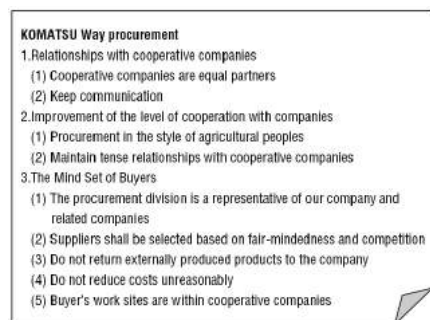 KOMATSU Way procurement
1.Relationships with cooperative companies
(1) Cooperative companies are equal partners
(2) Keep communication
2.Improvement of the level of cooperation with companies
(1) Procurement in the style of agricultural peoples
(2) Maintain tense relationships with cooperative companies
3.The Mind Set of Buyers
(1) The procurement division is a representative of our company and
related companies
(2) Suppliers shall be selected based on fair-mindedness and competition
(3) Do not return externally produced products to the company
(4) Do not reduce costs unreasonably
(5) Buyer's work sites are within cooperative companies